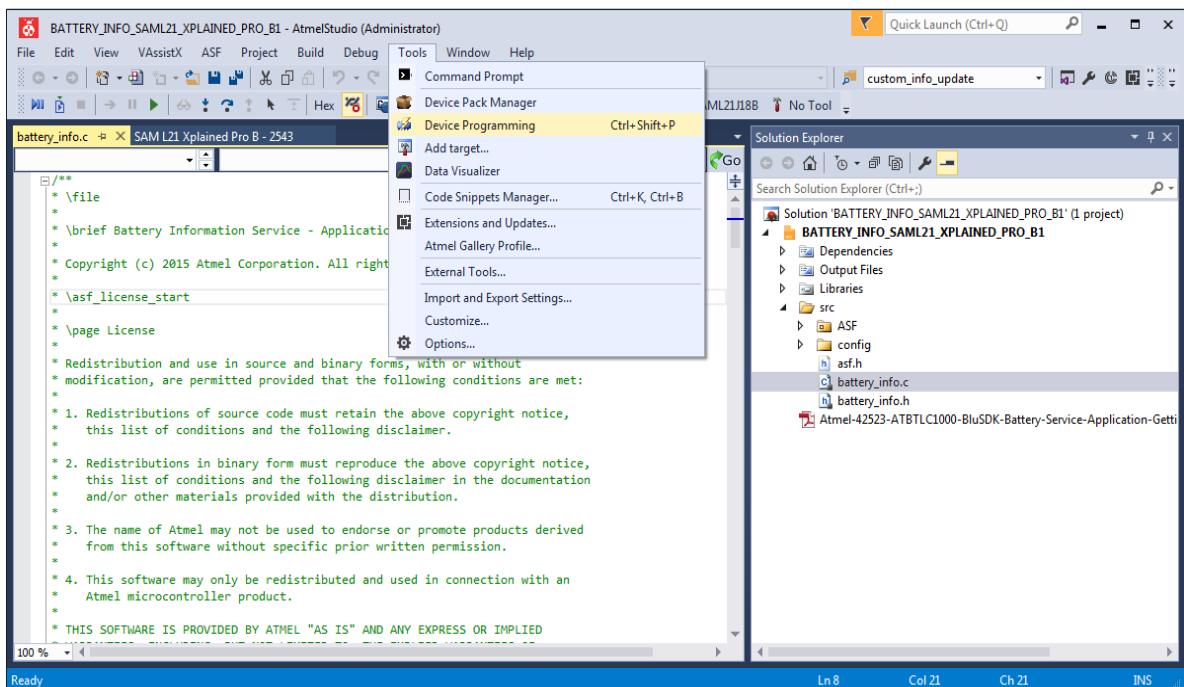 BATTERY_INFO_SAML21_XPLAINED_PRO_B1 - AtmelStudio (Administrator)
Quick Launch (Ctrl+Q)
File Edit View VAssistX ASF Project Build Debug Tools Window Help
custom_info_update
Hex
ML21J18B No Tool
Command Prompt
Device Pack Manager
Device Programming Ctrl+Shift+P
Add target...
Data Visualizer
Code Snippets Manager... Ctrl+K, Ctrl+B
Extensions and Updates...
Atmel Gallery Profile...
External Tools...
Import and Export Settings...
Customize...
Options...
battery_info.c SAM L21 Xplained Pro B - 2543
Go
/**
* \file
*
* \brief Battery Information Service - Applicatio
*
* Copyright (c) 2015 Atmel Corporation. All right
*
* \asf_license_start
*
* \page License
*
* Redistribution and use in source and binary forms, with or without
* modification, are permitted provided that the following conditions are met:
*
* 1. Redistributions of source code must retain the above copyright notice,
* this list of conditions and the following disclaimer.
*
* 2. Redistributions in binary form must reproduce the above copyright notice,
* this list of conditions and the following disclaimer in the documentation
* and/or other materials provided with the distribution.
*
* 3. The name of Atmel may not be used to endorse or promote products derived
* from this software without specific prior written permission.
*
* 4. This software may only be redistributed and used in connection with an
* Atmel microcontroller product.
*
* THIS SOFTWARE IS PROVIDED BY ATMEL "AS IS" AND ANY EXPRESS OR IMPLIED
100 %
Solution Explorer
Search Solution Explorer (Ctrl+;)
Solution 'BATTERY_INFO_SAML21_XPLAINED_PRO_B1' (1 project)
BATTERY_INFO_SAML21_XPLAINED_PRO_B1
Dependencies
Output Files
Libraries
src
ASF
config
asf.h
battery_info.c
battery_info.h
Atmel-42523-ATBTLC1000-BluSDK-Battery-Service-Application-Getti
Ready Ln 8 Col 21 Ch 21 INS